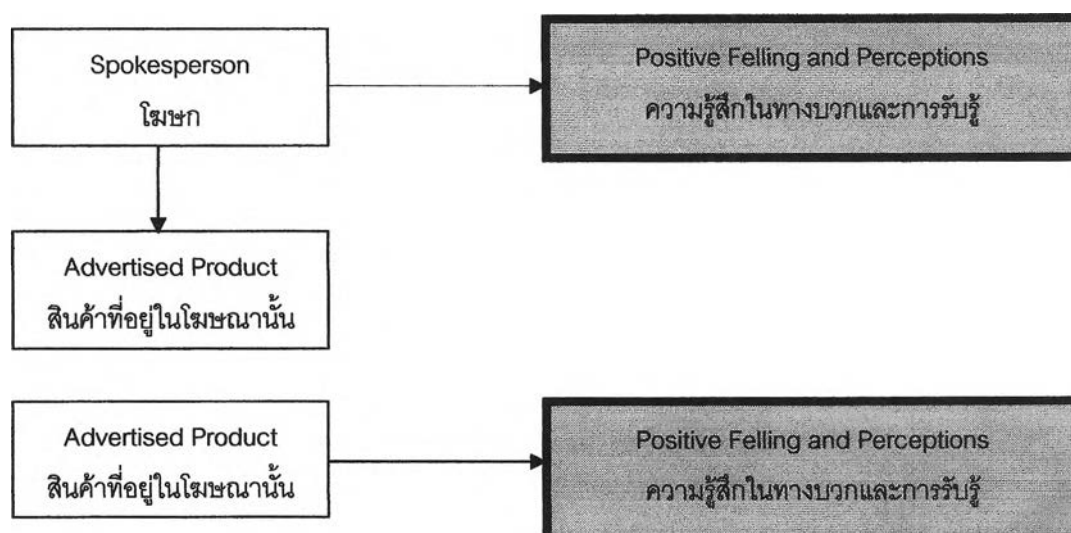 Spokesperson
โฆษก
Positive Felling and Perceptions
ความรู้สึกในทางบวกและการรับรู้
Advertised Product
สินค้าที่อยู่ในโฆษณานั้น
Advertised Product
สินค้าที่อยู่ในโฆษณานั้น
Positive Felling and Perceptions
ความรู้สึกในทางบวกและการรับรู้